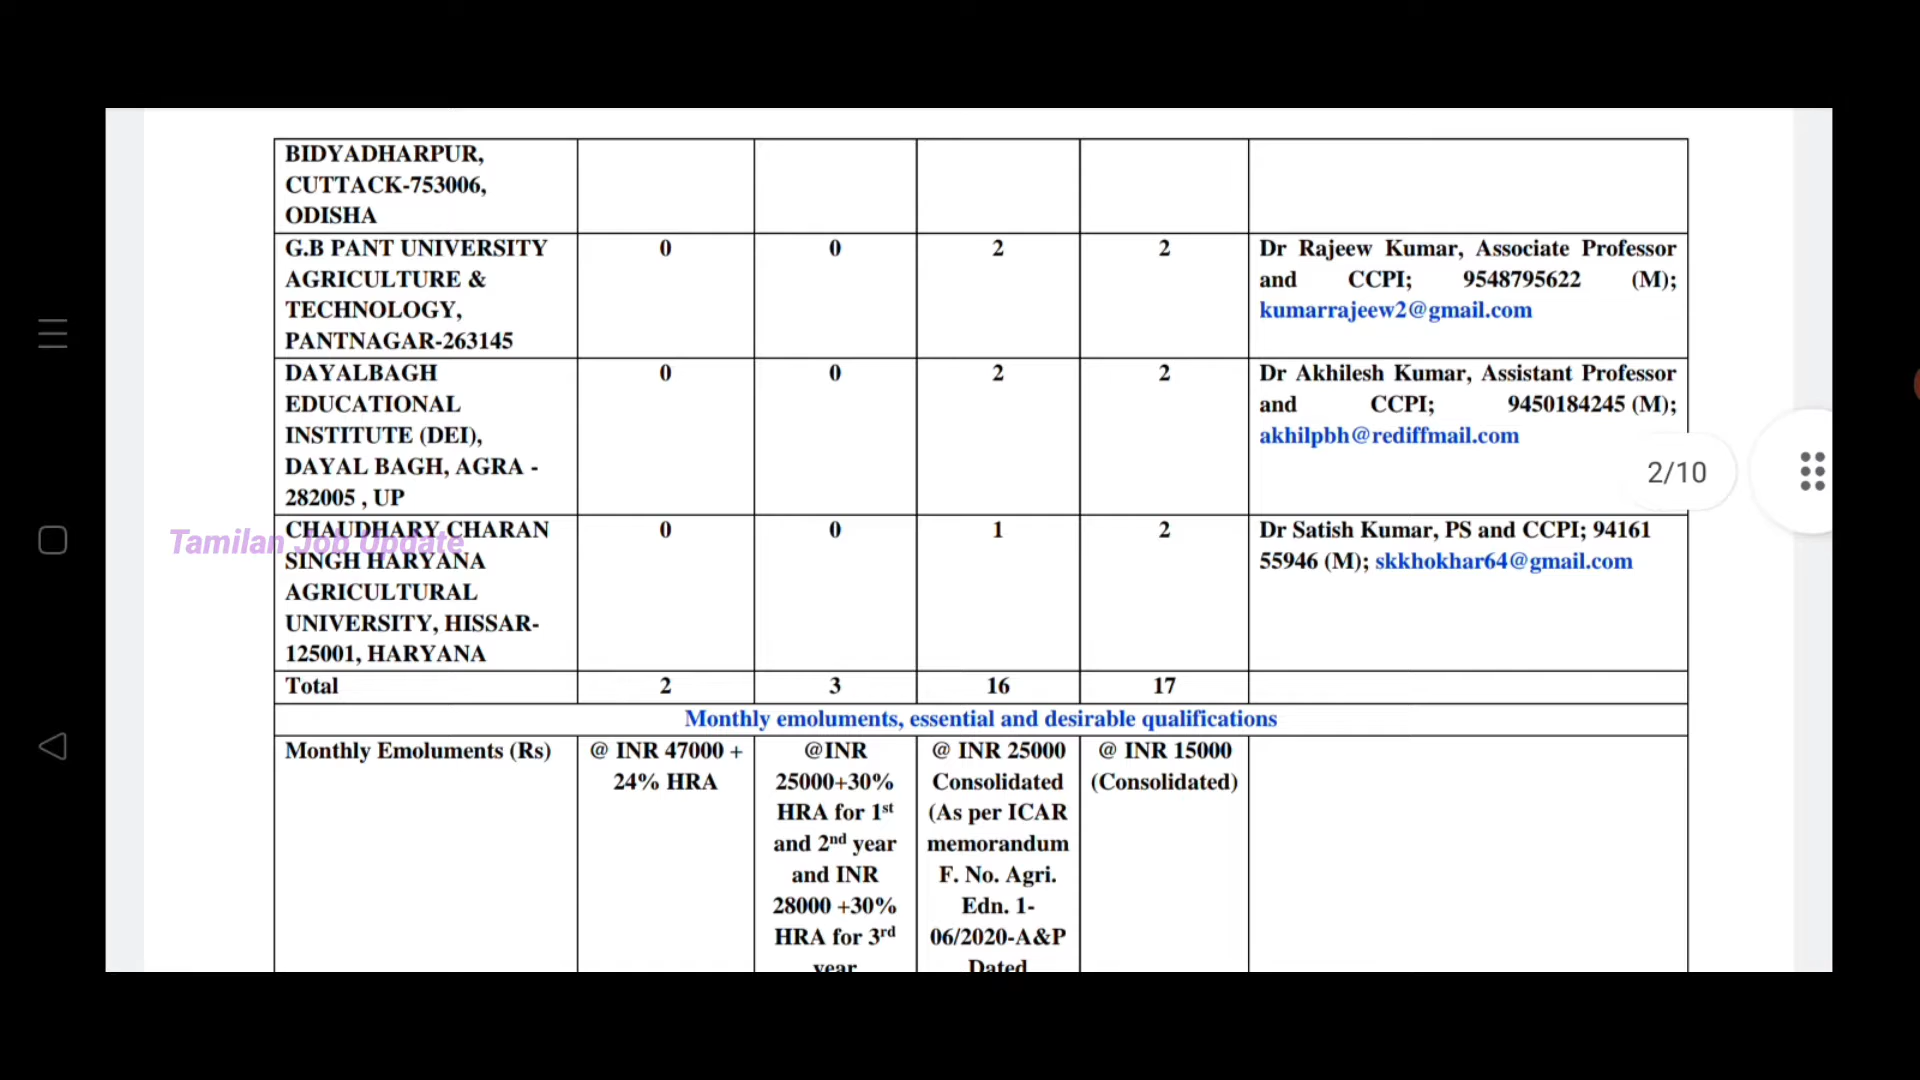 BIDYADHARPUR,
CUTTACK-753006,
ODISHA
G.B PANT UNIVERSITY
AGRICULTURE &
TECHNOLOGY,
PANTNAGAR-263145
0
0
2
2
Dr Rajeew Kumar, Associate Professor
and CCPI; 9548795622 (M);
kumarrajeew2@gmail.com
DAYALBAGH
EDUCATIONAL
INSTITUTE (DEI),
DAYAL BAGH, AGRA -
282005 , UP
0
0
2
2
Dr Akhilesh Kumar, Assistant Professor
and CCPI; 9450184245 (M);
akhilpbh@rediffmail.com
2/10
Tamilan Job Update
CHAUDHARY CHARAN
SINGH HARYANA
AGRICULTURAL
UNIVERSITY, HISSAR-
125001, HARYANA
0
0
1
2
Dr Satish Kumar, PS and CCPI; 94161
55946 (M); skkhokhar64@gmail.com
Total
2
3
16
17
Monthly emoluments, essential and desirable qualifications
Monthly Emoluments (Rs)
@ INR 47000 +
24% HRA
@INR
25000+30%
HRA for 1st
and 2nd year
and INR
28000 +30%
HRA for 3rd
year
@ INR 25000
Consolidated
(As per ICAR
memorandum
F. No. Agri.
Edn. 1-
06/2020-A&P
Dated
@ INR 15000
(Consolidated)